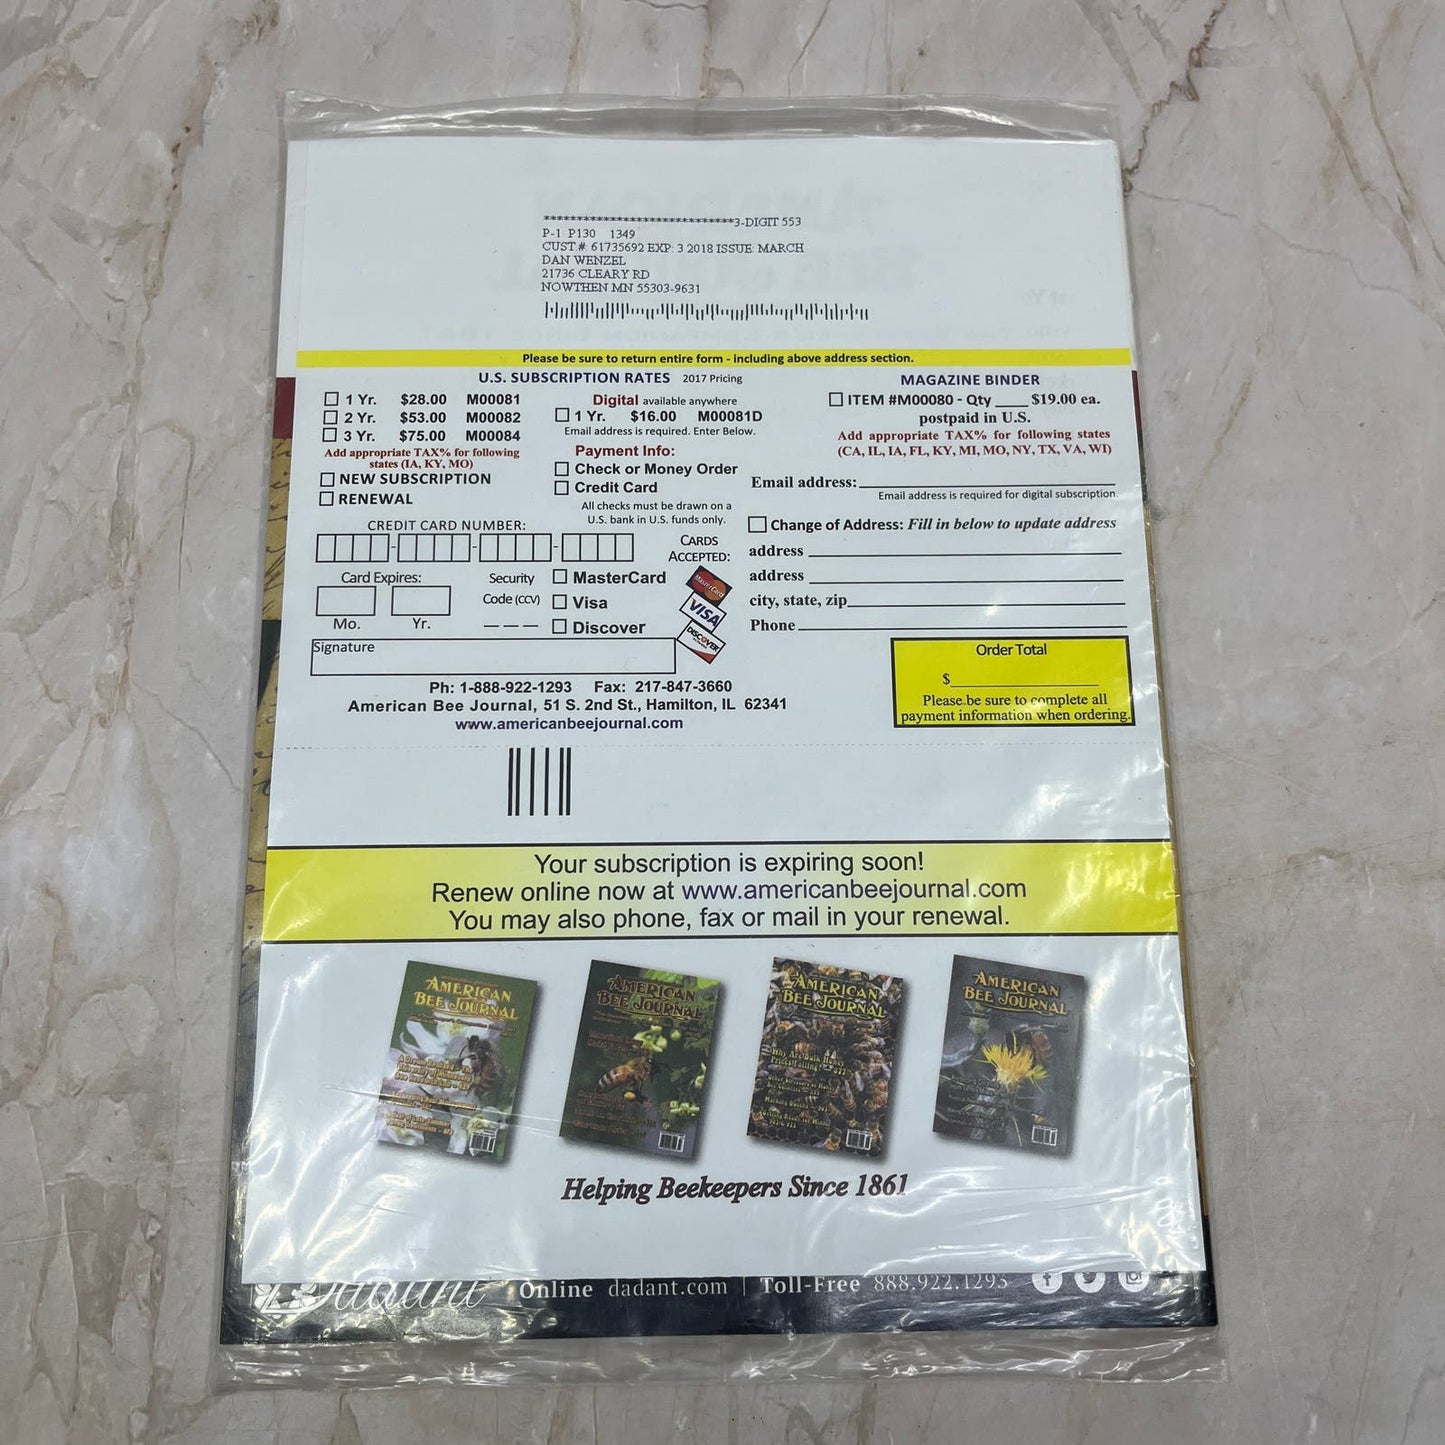 *****************************3-DIGIT 553
P-1 P130 1349
CUST #: 61735692 EXP: 3 2018 ISSUE: MARCH
DAN WENZEL
21736 CLEARY RD
NOWTHEN MN 55303-9631
Please be sure to return entire form - including above address section.
U.S. SUBSCRIPTION RATES 2017 Pricing
1 Yr. $28.00 M00081
2 Yr. $53.00 M00082
3 Yr. $75.00 M00084
Add appropriate TAX% for following
states (IA, KY, MO)
NEW SUBSCRIPTION
RENEWAL
Digital available anywhere
1 Yr. $16.00 M00081D
Email address is required. Enter Below.
Payment Info:
Check or Money Order
Credit Card
All checks must be drawn on a
U.S. bank in U.S. funds only.
MAGAZINE BINDER
ITEM #M00080 - Qty ____ $19.00 ea.
postpaid in U.S.
Add appropriate TAX% for following states
(CA, IL, IA, FL, KY, MI, MO, NY, TX, VA, WI)
Email address:
Email address is required for digital subscription.
Change of Address: Fill in below to update address
address
address
city, state, zip
Phone
CREDIT CARD NUMBER:
CARDS
ACCEPTED:
Card Expires:
Mo. Yr.
Security
Code (CCV)
MasterCard
Visa
Discover
MasterCard
VISA
DISCOVER
Signature
Order Total
$
Please be sure to complete all
payment information when ordering.
Ph: 1-888-922-1293 Fax: 217-847-3660
American Bee Journal, 51 S. 2nd St., Hamilton, IL 62341
www.americanbeejournal.com
Your subscription is expiring soon!
Renew online now at www.americanbeejournal.com
You may also phone, fax or mail in your renewal.
AMERICAN
BEE JOURNAL
AMERICAN
BEE JOURNAL
AMERICAN
BEE JOURNAL
Why Are Bulk Honey
Prices Falling?
AMERICAN
BEE JOURNAL
Helping Beekeepers Since 1861
Dadant Online dadant.com | Toll-Free 888.922.1293